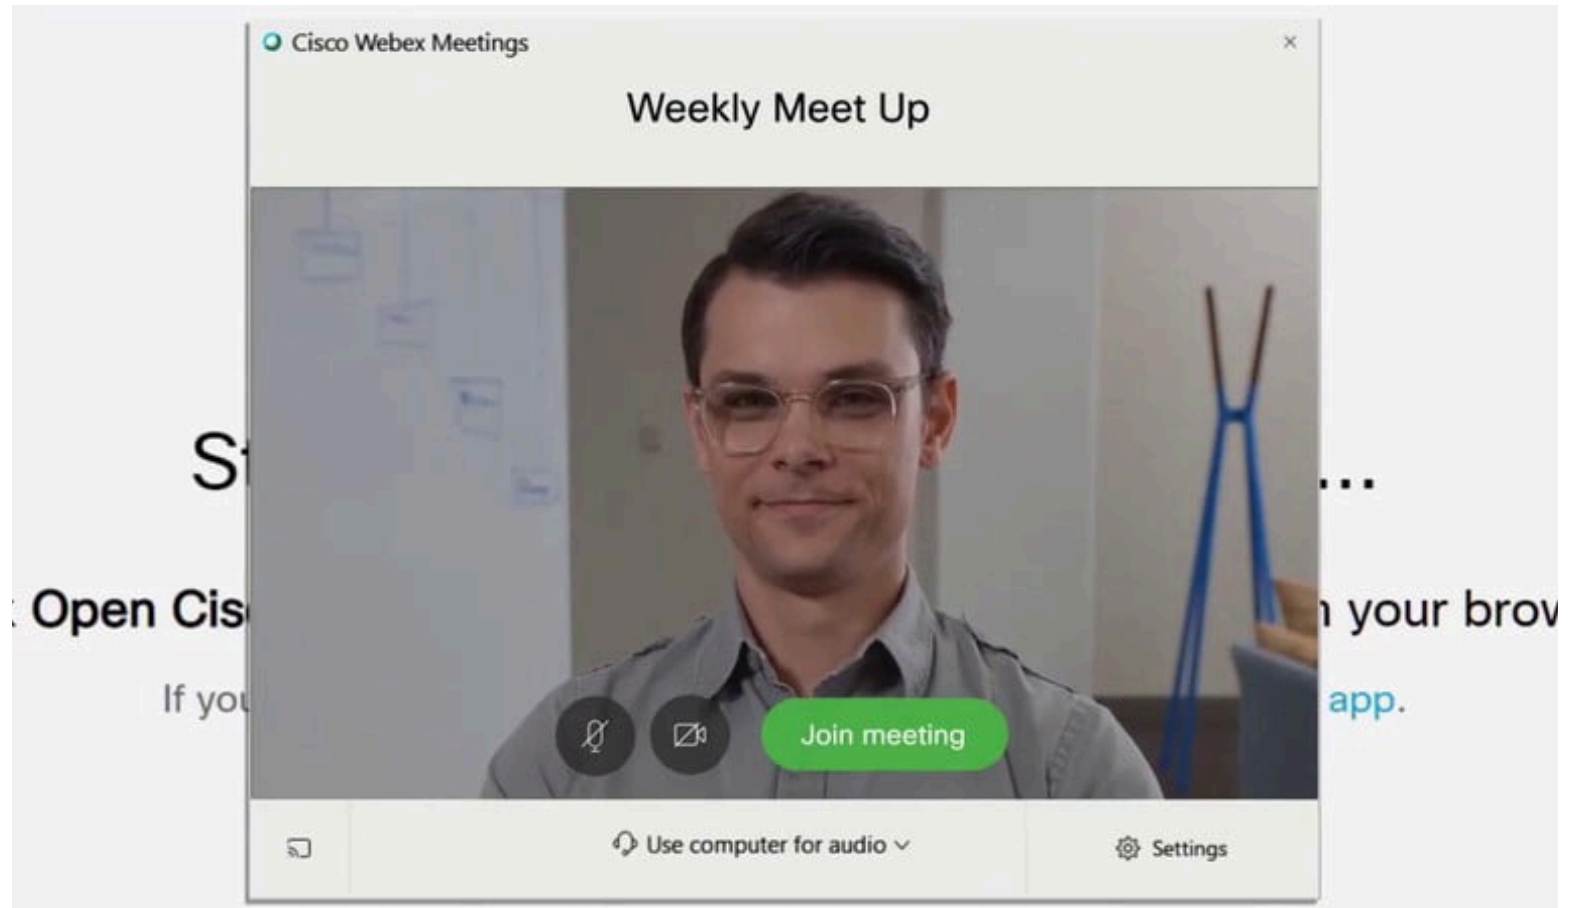 Cisco Webex Meetings
Weekly Meet Up
...
Open Cis
your brow
If you
app.
Join meeting
Use computer for audio
Settings